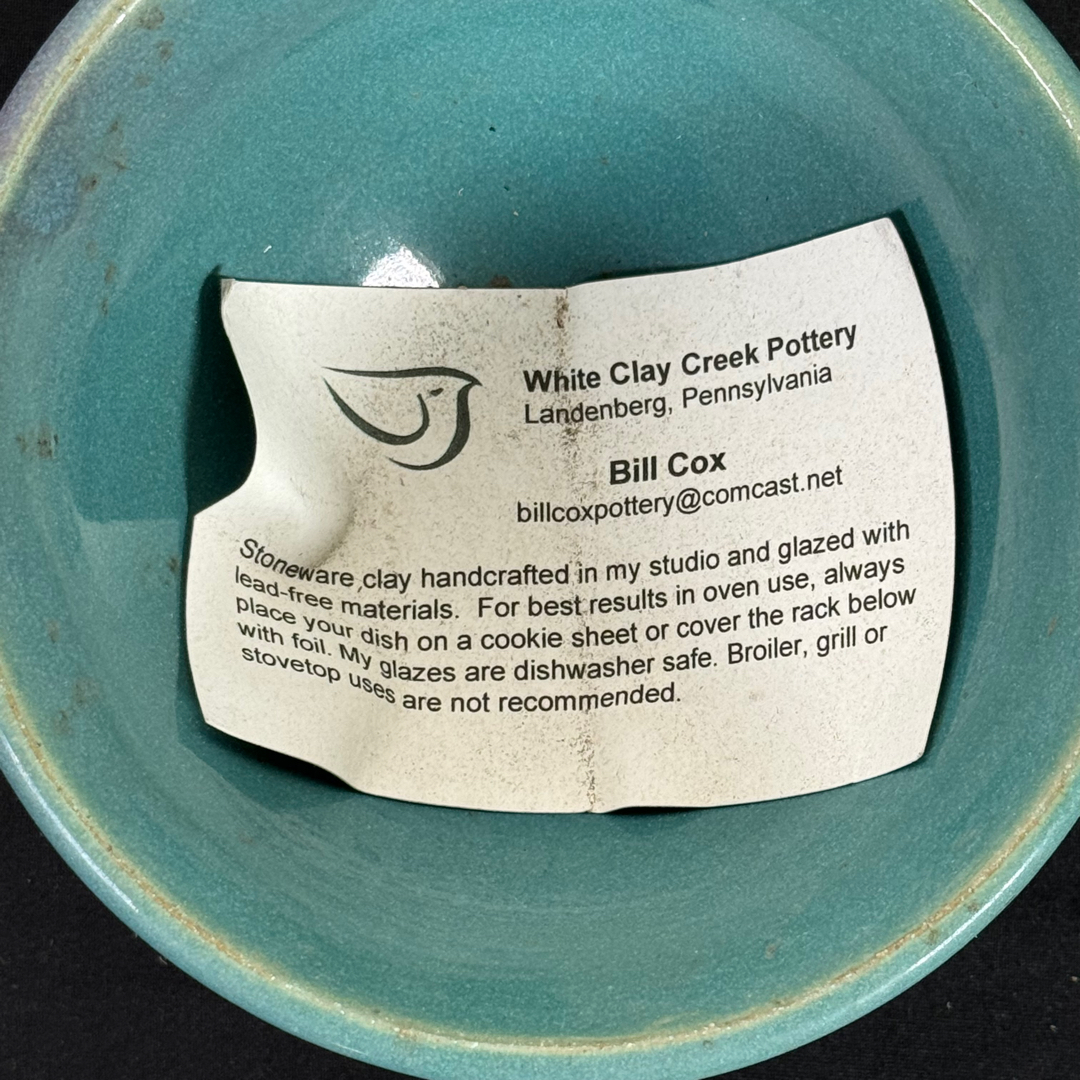 White Clay Creek Pottery
Landenberg, Pennsylvania
Bill Cox
billcoxpottery@comcast.net
Stoneware clay handcrafted in my studio and glazed with
lead-free materials. For best results in oven use, always
place your dish on a cookie sheet or cover the rack below
with foil. My glazes are dishwasher safe. Broiler, grill or
stovetop uses are not recommended.